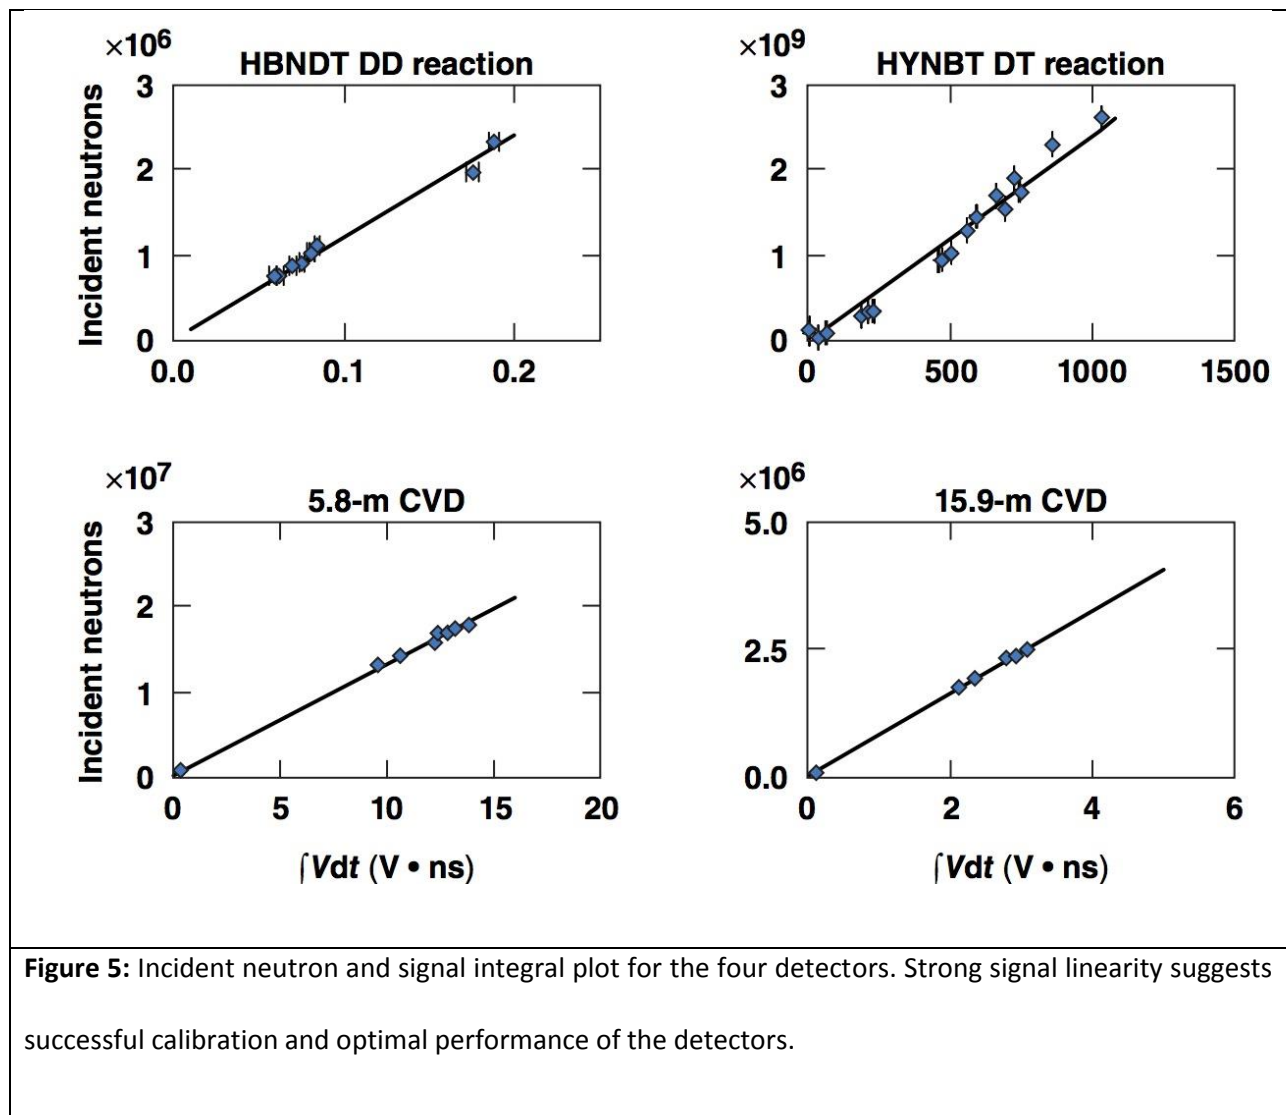 ×10⁶
HBNDT DD reaction
Incident neutrons
3
2
1
0
0.0 0.1 0.2
×10⁹
HYNBT DT reaction
3
2
1
0
0 500 1000 1500
×10⁷
5.8-m CVD
Incident neutrons
3
2
1
0
0 5 10 15 20
∫Vdt (V • ns)
×10⁶
15.9-m CVD
5.0
2.5
0.0
0 2 4 6
∫Vdt (V • ns)
Figure 5: Incident neutron and signal integral plot for the four detectors. Strong signal linearity suggests
successful calibration and optimal performance of the detectors.